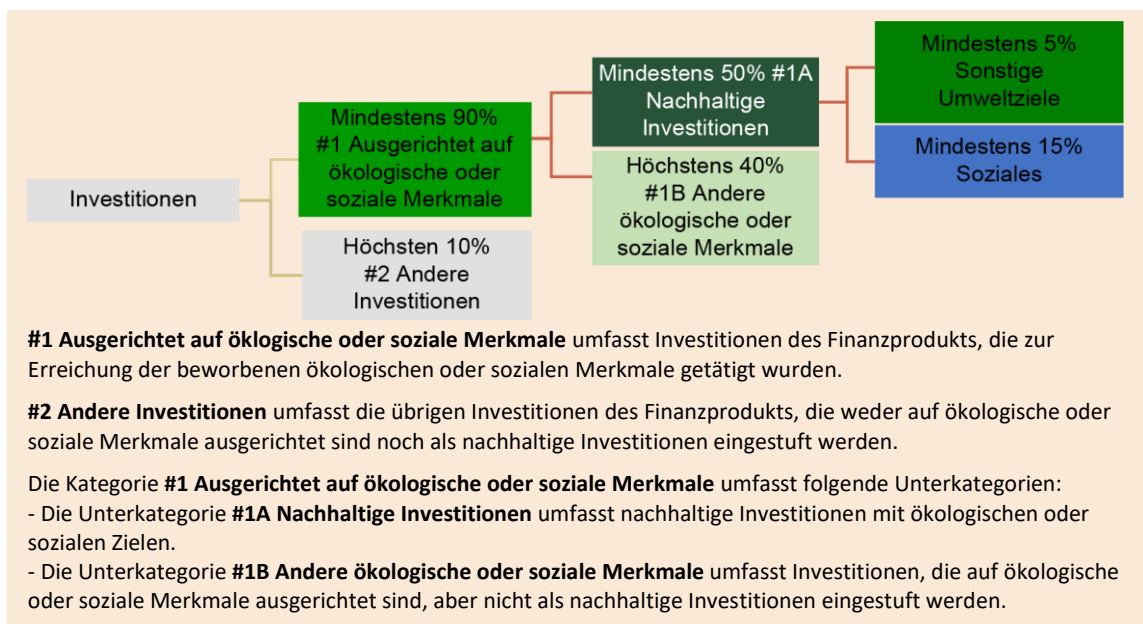 Investitionen
Mindestens 90%
#1 Ausgerichtet auf
ökologische oder
soziale Merkmale
Höchsten 10%
#2 Andere
Investitionen
Mindestens 50% #1A
Nachhaltige
Investitionen
Höchstens 40%
#1B Andere
ökologische oder
soziale Merkmale
Mindestens 5%
Sonstige
Umweltziele
Mindestens 15%
Soziales
#1 Ausgerichtet auf öklogische oder soziale Merkmale umfasst Investitionen des Finanzprodukts, die zur
Erreichung der beworbenen ökologischen oder sozialen Merkmale getätigt wurden.
#2 Andere Investitionen umfasst die übrigen Investitionen des Finanzprodukts, die weder auf ökologische oder
soziale Merkmale ausgerichtet sind noch als nachhaltige Investitionen eingestuft werden.
Die Kategorie #1 Ausgerichtet auf ökologische oder soziale Merkmale umfasst folgende Unterkategorien:
- Die Unterkategorie #1A Nachhaltige Investitionen umfasst nachhaltige Investitionen mit ökologischen oder
sozialen Zielen.
- Die Unterkategorie #1B Andere ökologische oder soziale Merkmale umfasst Investitionen, die auf ökologische
oder soziale Merkmale ausgerichtet sind, aber nicht als nachhaltige Investitionen eingestuft werden.